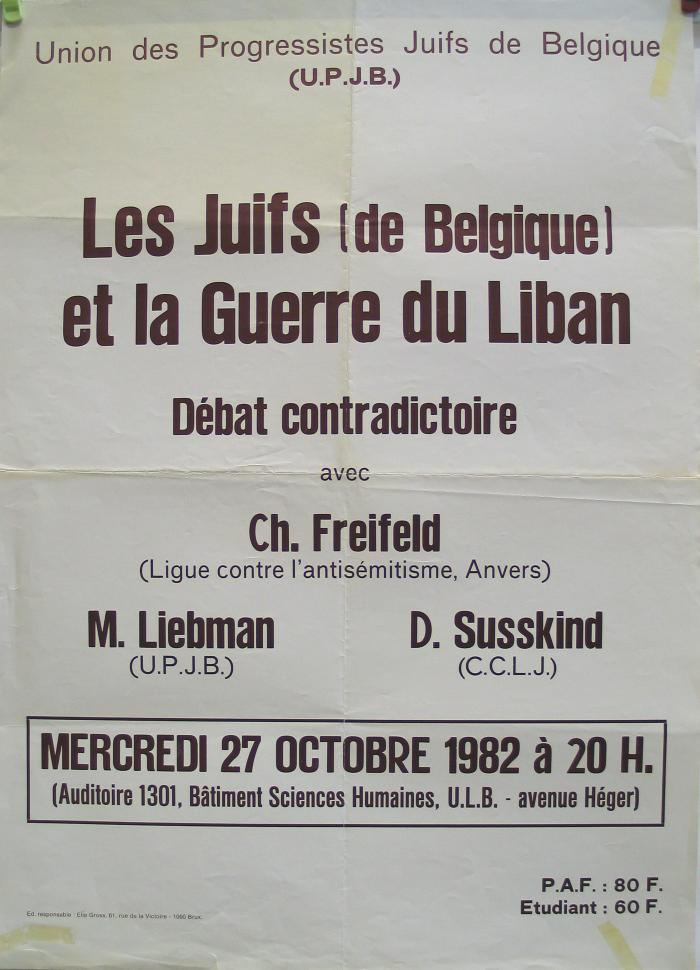 Union des Progressistes Juifs de Belgique
(U.P.J.B.)
Les Juifs (de Belgique)
et la Guerre du Liban
Débat contradictoire
avec
Ch. Freifeld
(Ligue contre l'antisémitisme, Anvers)
M. Liebman
(U.P.J.B.)
D. Susskind
(C.C.L.J.)
MERCREDI 27 OCTOBRE 1982 à 20 H.
(Auditoire 1301, Bâtiment Sciences Humaines, U.L.B. - avenue Héger)
P.A.F. : 80 F.
Etudiant : 60 F.
Ed. responsable : Elie Gross, 61, rue de la Victoire - 1060 Brux.